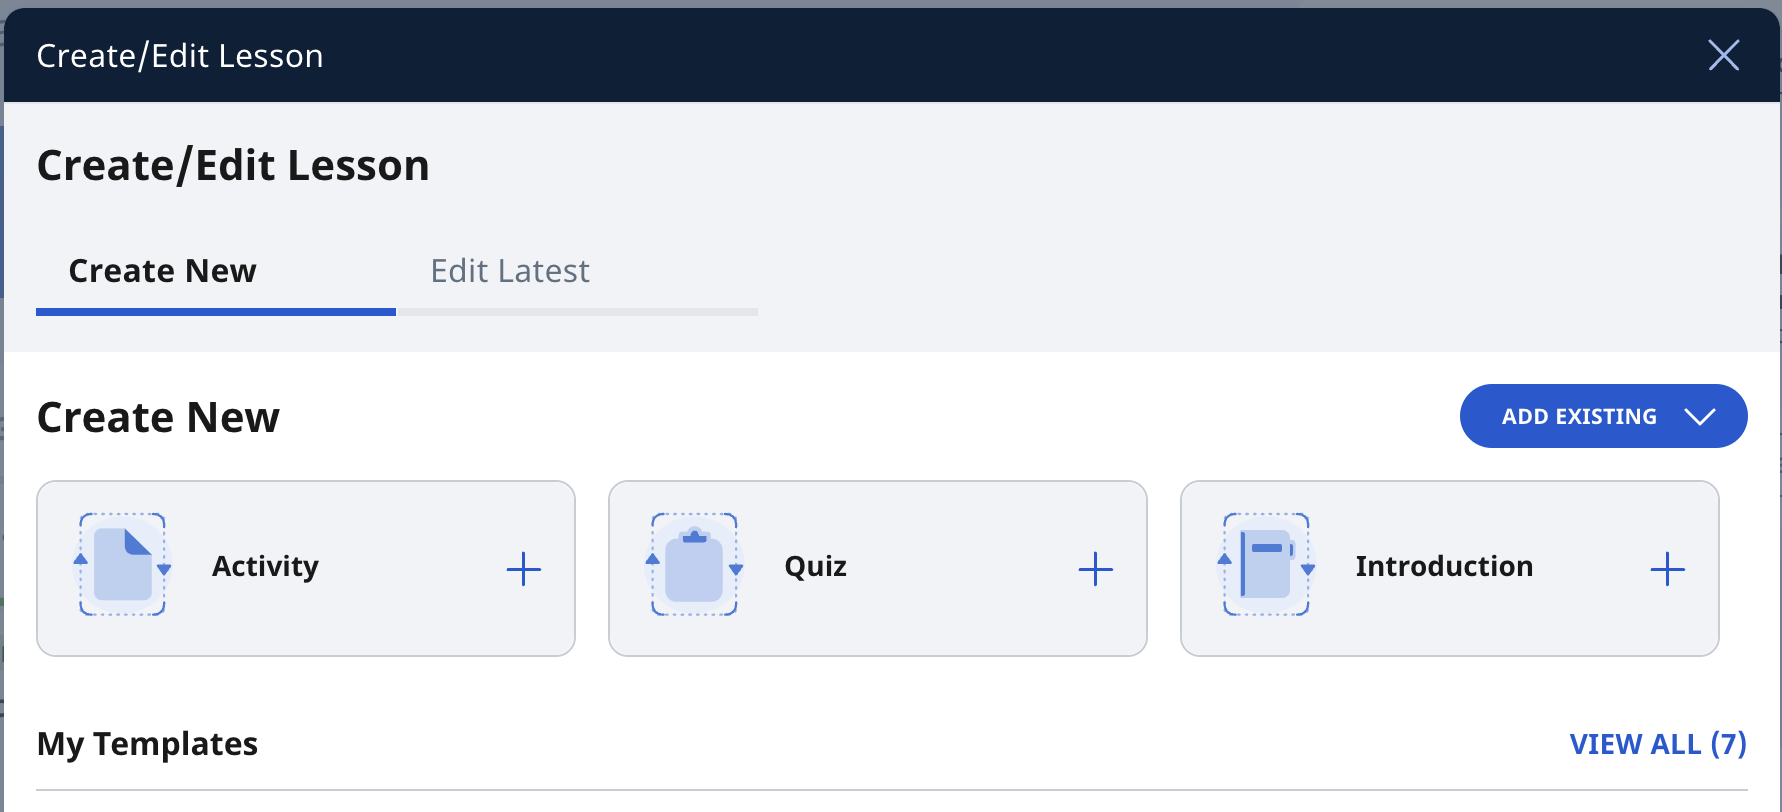 Create/Edit Lesson
Create/Edit Lesson
Create New
Edit Latest
Create New
ADD EXISTING
Activity
Quiz
Introduction
My Templates
VIEW ALL (7)